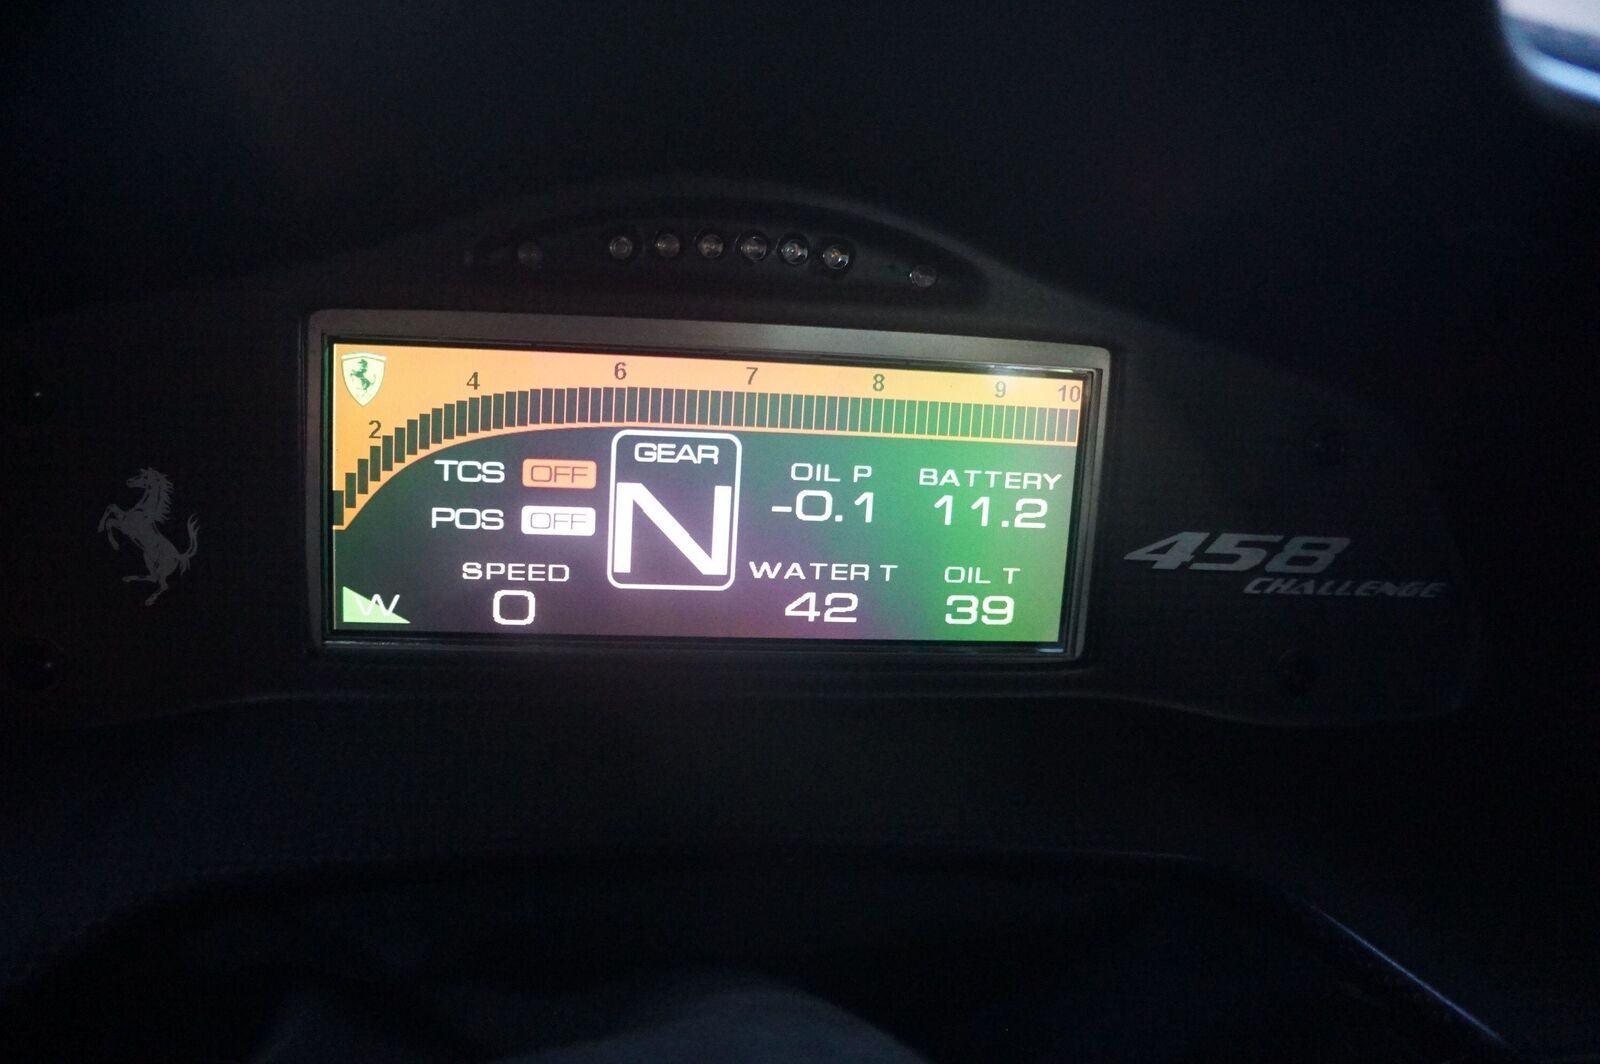 2 4 6 7 8 9 10
TCS OFF
POS OFF
SPEED
0
GEAR
N
OIL P
-0.1
BATTERY
11.2
WATER T
42
OIL T
39
W
458
CHALLENGE